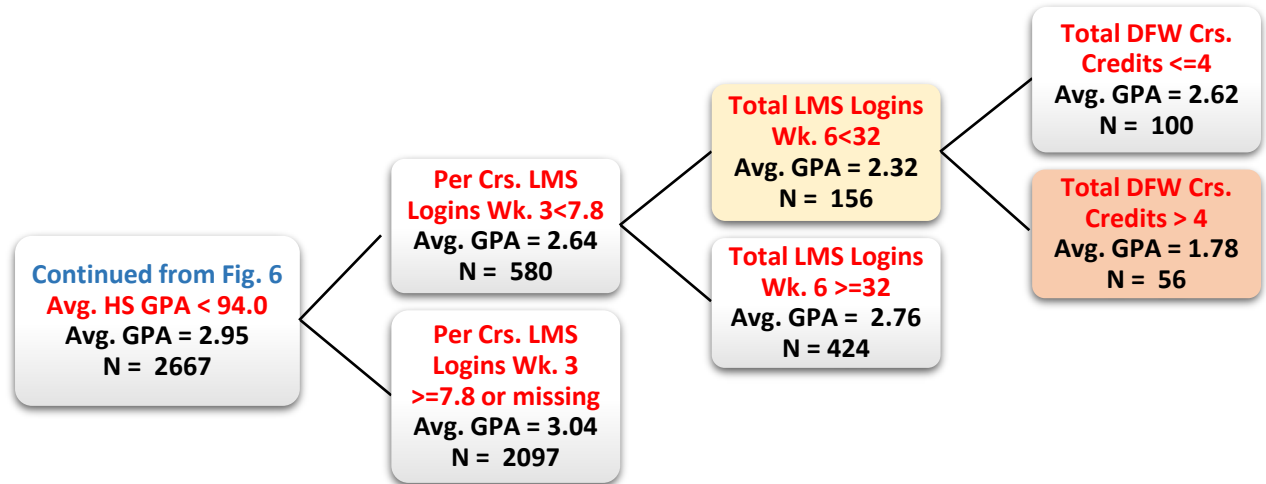 Continued from Fig. 6
Avg. HS GPA < 94.0
Avg. GPA = 2.95
N = 2667
Per Crs. LMS
Logins Wk. 3<7.8
Avg. GPA = 2.64
N = 580
Per Crs. LMS
Logins Wk. 3
>=7.8 or missing
Avg. GPA = 3.04
N = 2097
Total LMS Logins
Wk. 6<32
Avg. GPA = 2.32
N = 156
Total LMS Logins
Wk. 6 >=32
Avg. GPA = 2.76
N = 424
Total DFW Crs.
Credits <=4
Avg. GPA = 2.62
N = 100
Total DFW Crs.
Credits > 4
Avg. GPA = 1.78
N = 56